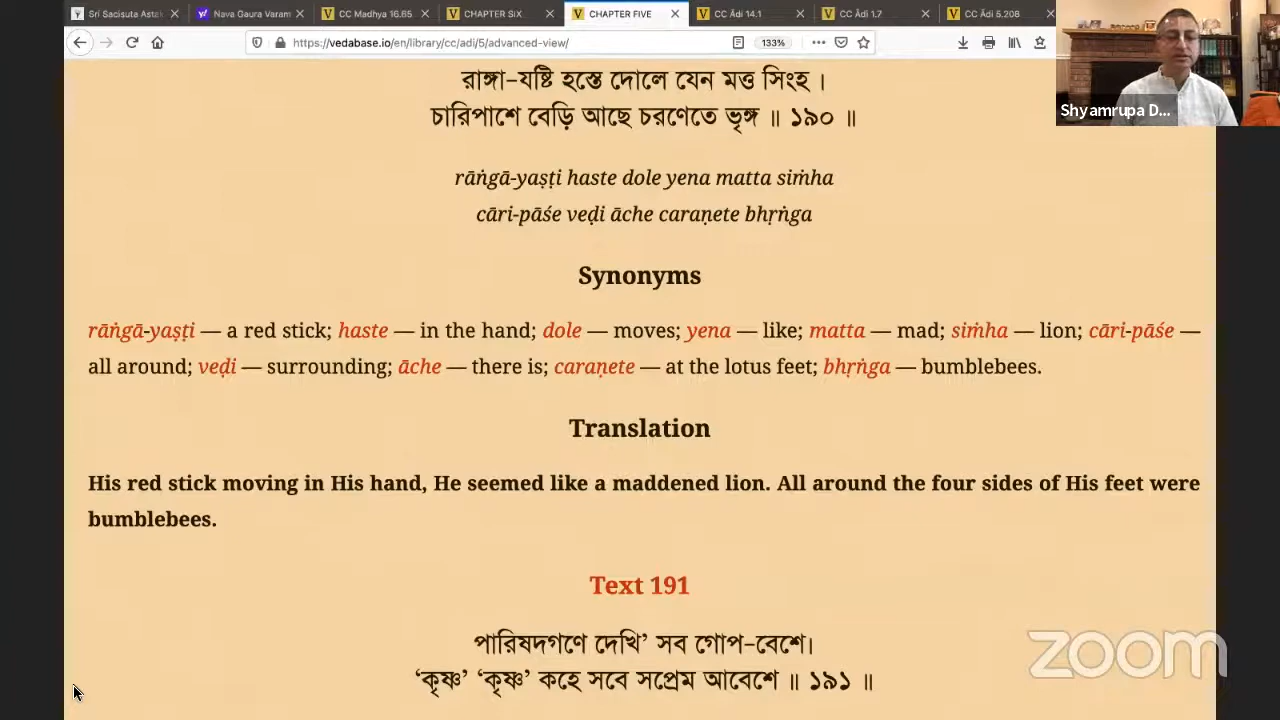 Sri Sacisuta Asta
Nava Gaura Varam
CC Madhya 16.65
CHAPTER SIX
CHAPTER FIVE
CC Ādi 14.1
CC Ādi 1.7
CC Ādi 5.208
https://vedabase.io/en/library/cc/adi/5/advanced-view/
133%
Shyamrupa D...
রাঙ্গা-যষ্টি হস্তে দোলে যেন মত্ত সিংহ ।
চারিপাশে বেড়ি আছে চরণেতে ভৃঙ্গ ॥ ১৯০ ॥
rāṅgā-yaṣṭi haste dole yena matta siṁha
cāri-pāśe veḍi āche caraṇete bhṛṅga
Synonyms
rāṅgā-yaṣṭi — a red stick; haste — in the hand; dole — moves; yena — like; matta — mad; siṁha — lion; cāri-pāśe —
all around; veḍi — surrounding; āche — there is; caraṇete — at the lotus feet; bhṛṅga — bumblebees.
Translation
His red stick moving in His hand, He seemed like a maddened lion. All around the four sides of His feet were
bumblebees.
Text 191
পারিষদগণে দেখি’ সব গোপ-বেশে।
‘কৃষ্ণ’ ‘কৃষ্ণ’ কহে সবে সপ্রেম আবেশে ॥ ১৯১ ॥
zoom